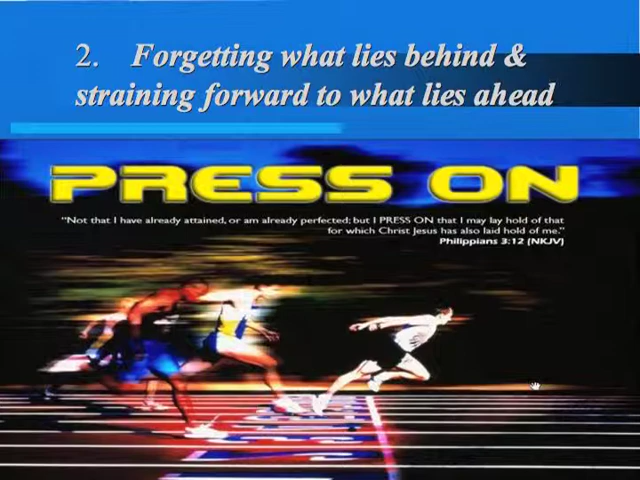 2. Forgetting what lies behind &
straining forward to what lies ahead
PRESS ON
"Not that I have already attained, or am already perfected; but I PRESS ON that I may lay hold of that
for which Christ Jesus has also laid hold of me."
Philippians 3:12 (NKJV)